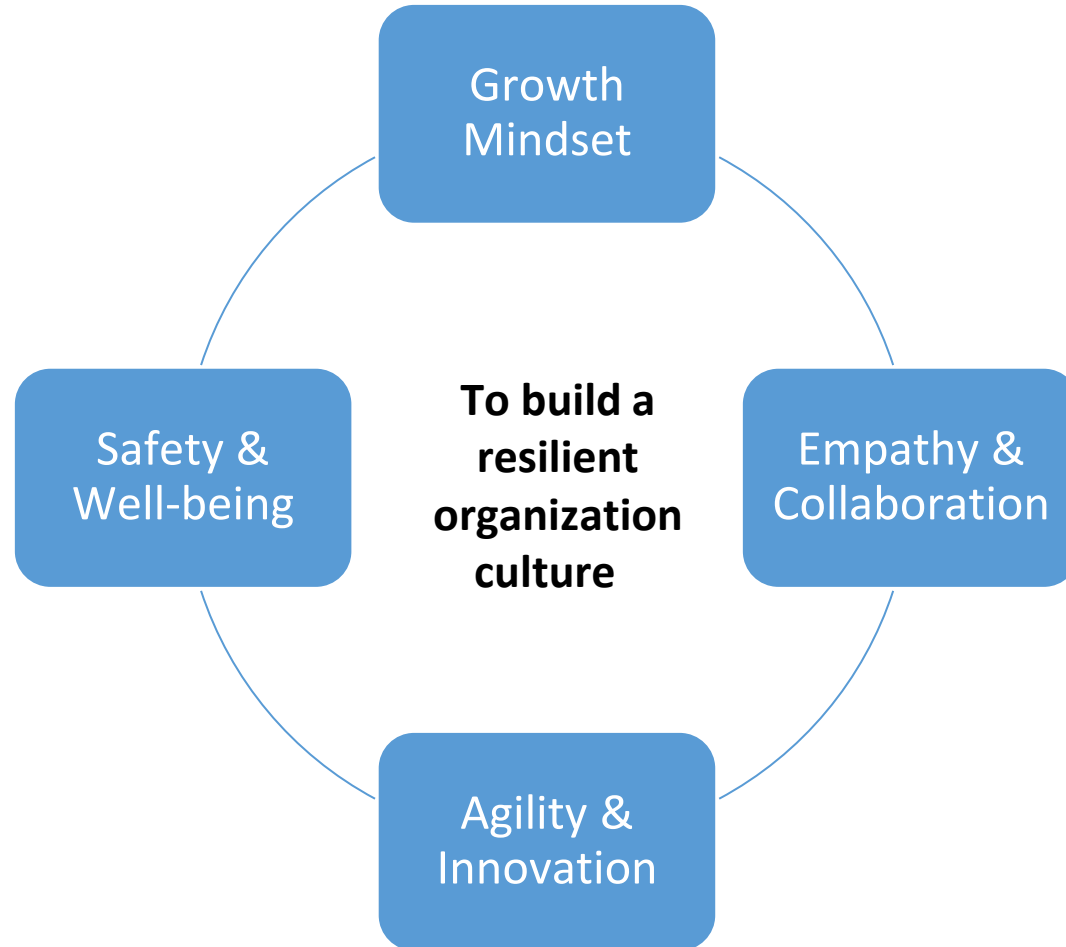 Growth
Mindset
Safety &
Well-being
To build a
resilient
organization
culture
Empathy &
Collaboration
Agility &
Innovation